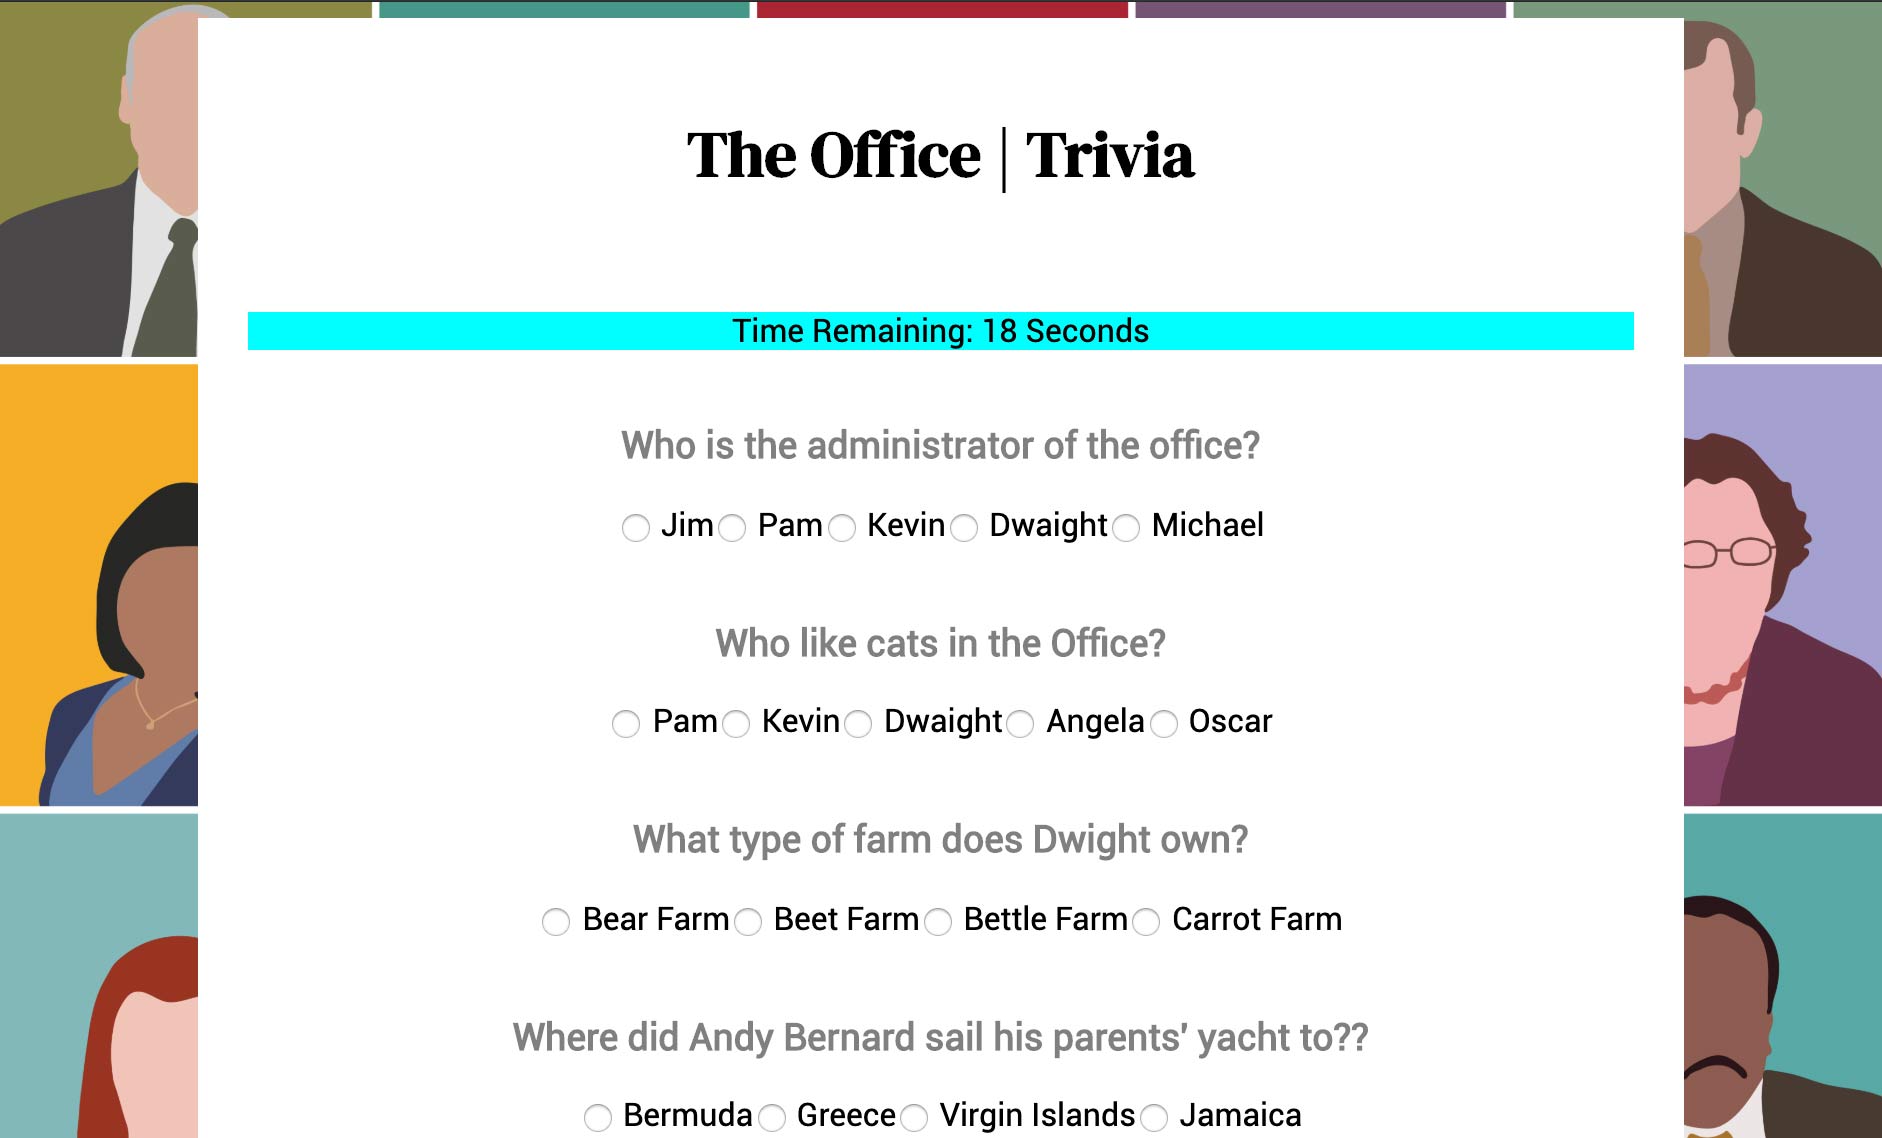 The Office | Trivia
Time Remaining: 18 Seconds
Who is the administrator of the office?
Jim Pam Kevin Dwaight Michael
Who like cats in the Office?
Pam Kevin Dwaight Angela Oscar
What type of farm does Dwight own?
Bear Farm Beet Farm Bettle Farm Carrot Farm
Where did Andy Bernard sail his parents' yacht to??
Bermuda Greece Virgin Islands Jamaica